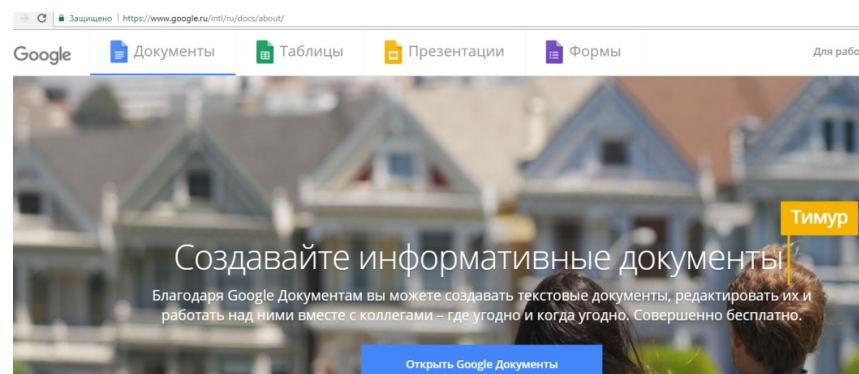 Защищено | https://www.google.ru/intl/ru/docs/about/
Google Документы Таблицы Презентации Формы Для рабо
Тимур
Создавайте информативные документы
Благодаря Google Документам вы можете создавать текстовые документы, редактировать их и
работать над ними вместе с коллегами – где угодно и когда угодно. Совершенно бесплатно.
Открыть Google Документы